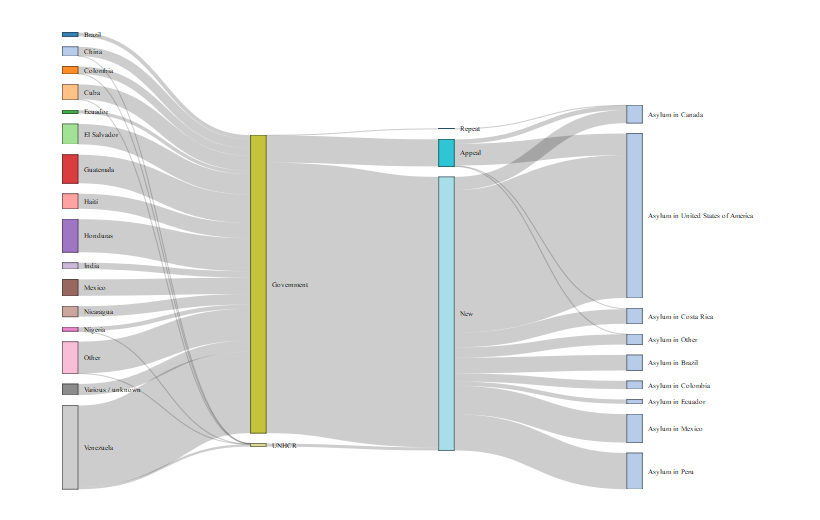 Brazil
China
Colombia
Cuba
Ecuador
El Salvador
Guatemala
Haiti
Honduras
India
Mexico
Nicaragua
Nigeria
Other
Various / unknown
Venezuela
Government
UNHCR
Repeat
Appeal
New
Asylum in Canada
Asylum in United States of America
Asylum in Costa Rica
Asylum in Other
Asylum in Brazil
Asylum in Colombia
Asylum in Ecuador
Asylum in Mexico
Asylum in Peru